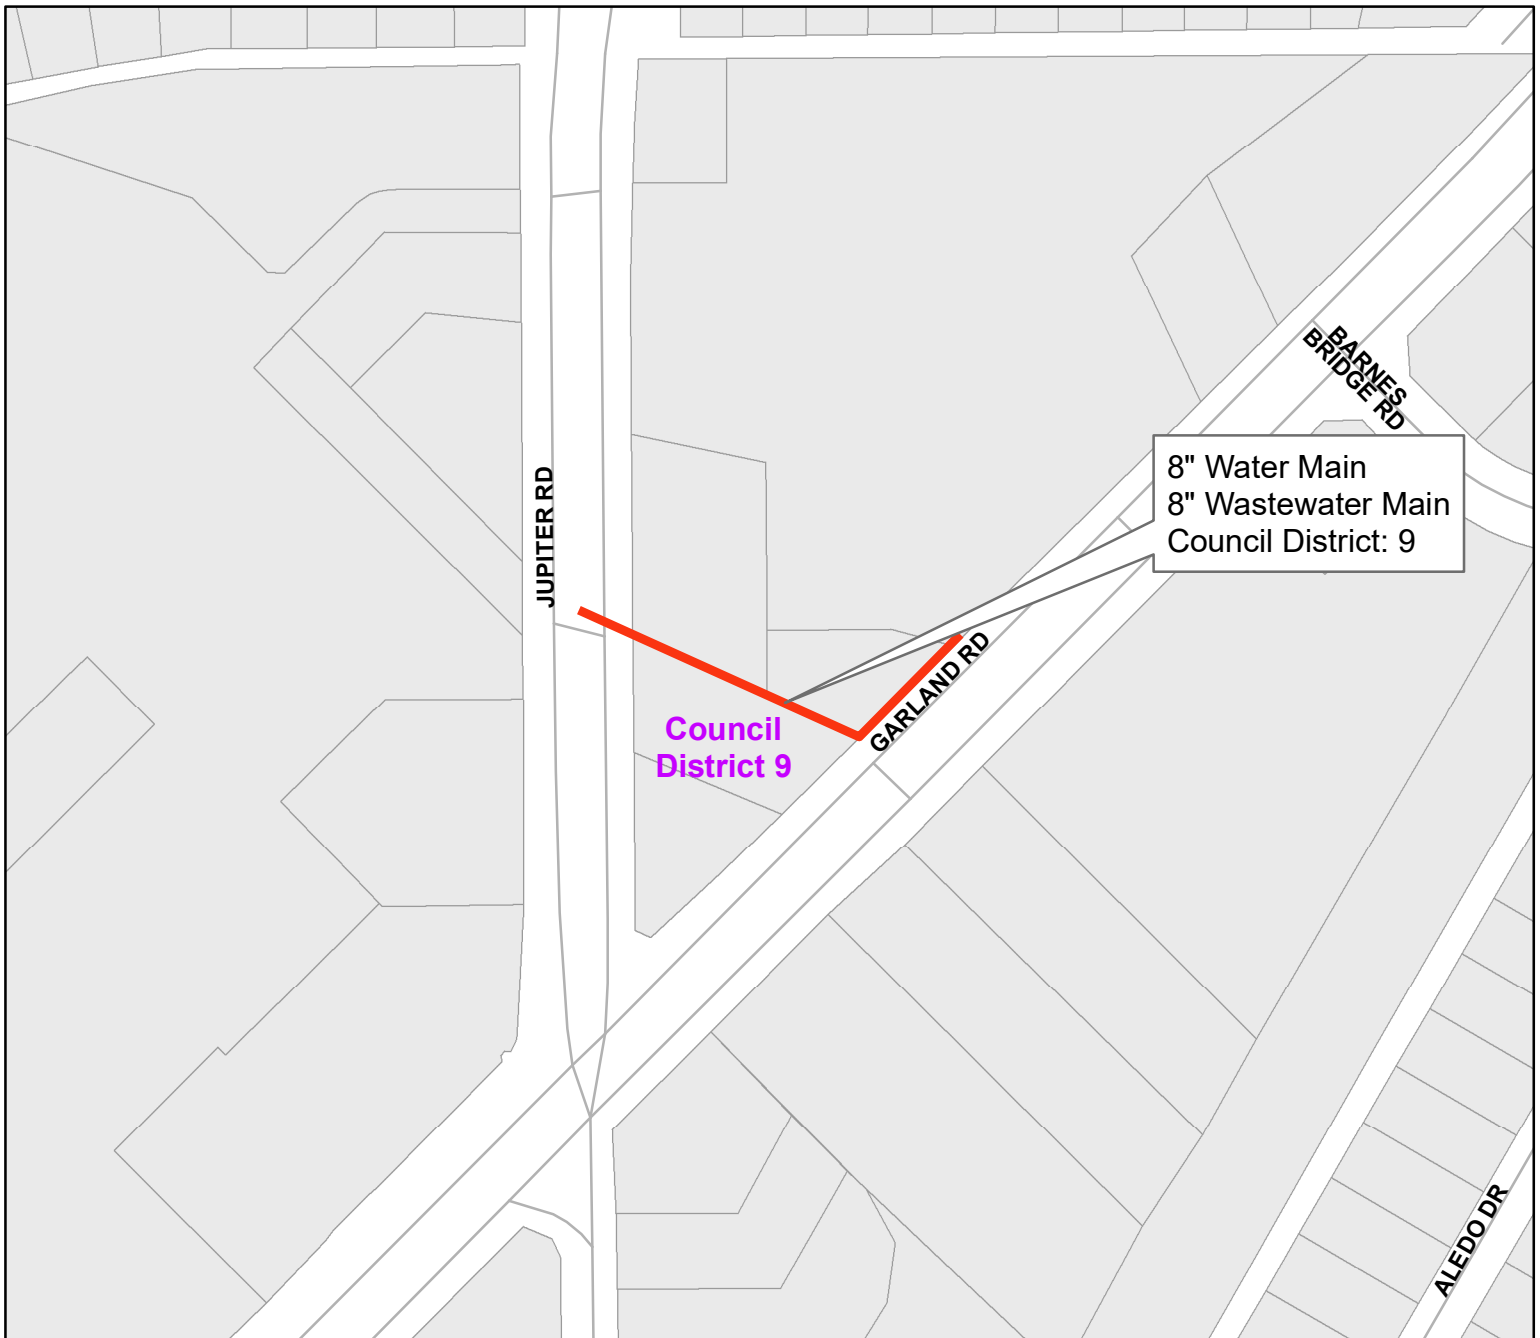 BARNES
BRIDGE RD
8" Water Main
8" Wastewater Main
Council District: 9
JUPITER RD
GARLAND RD
Council
District 9
ALEDO DR